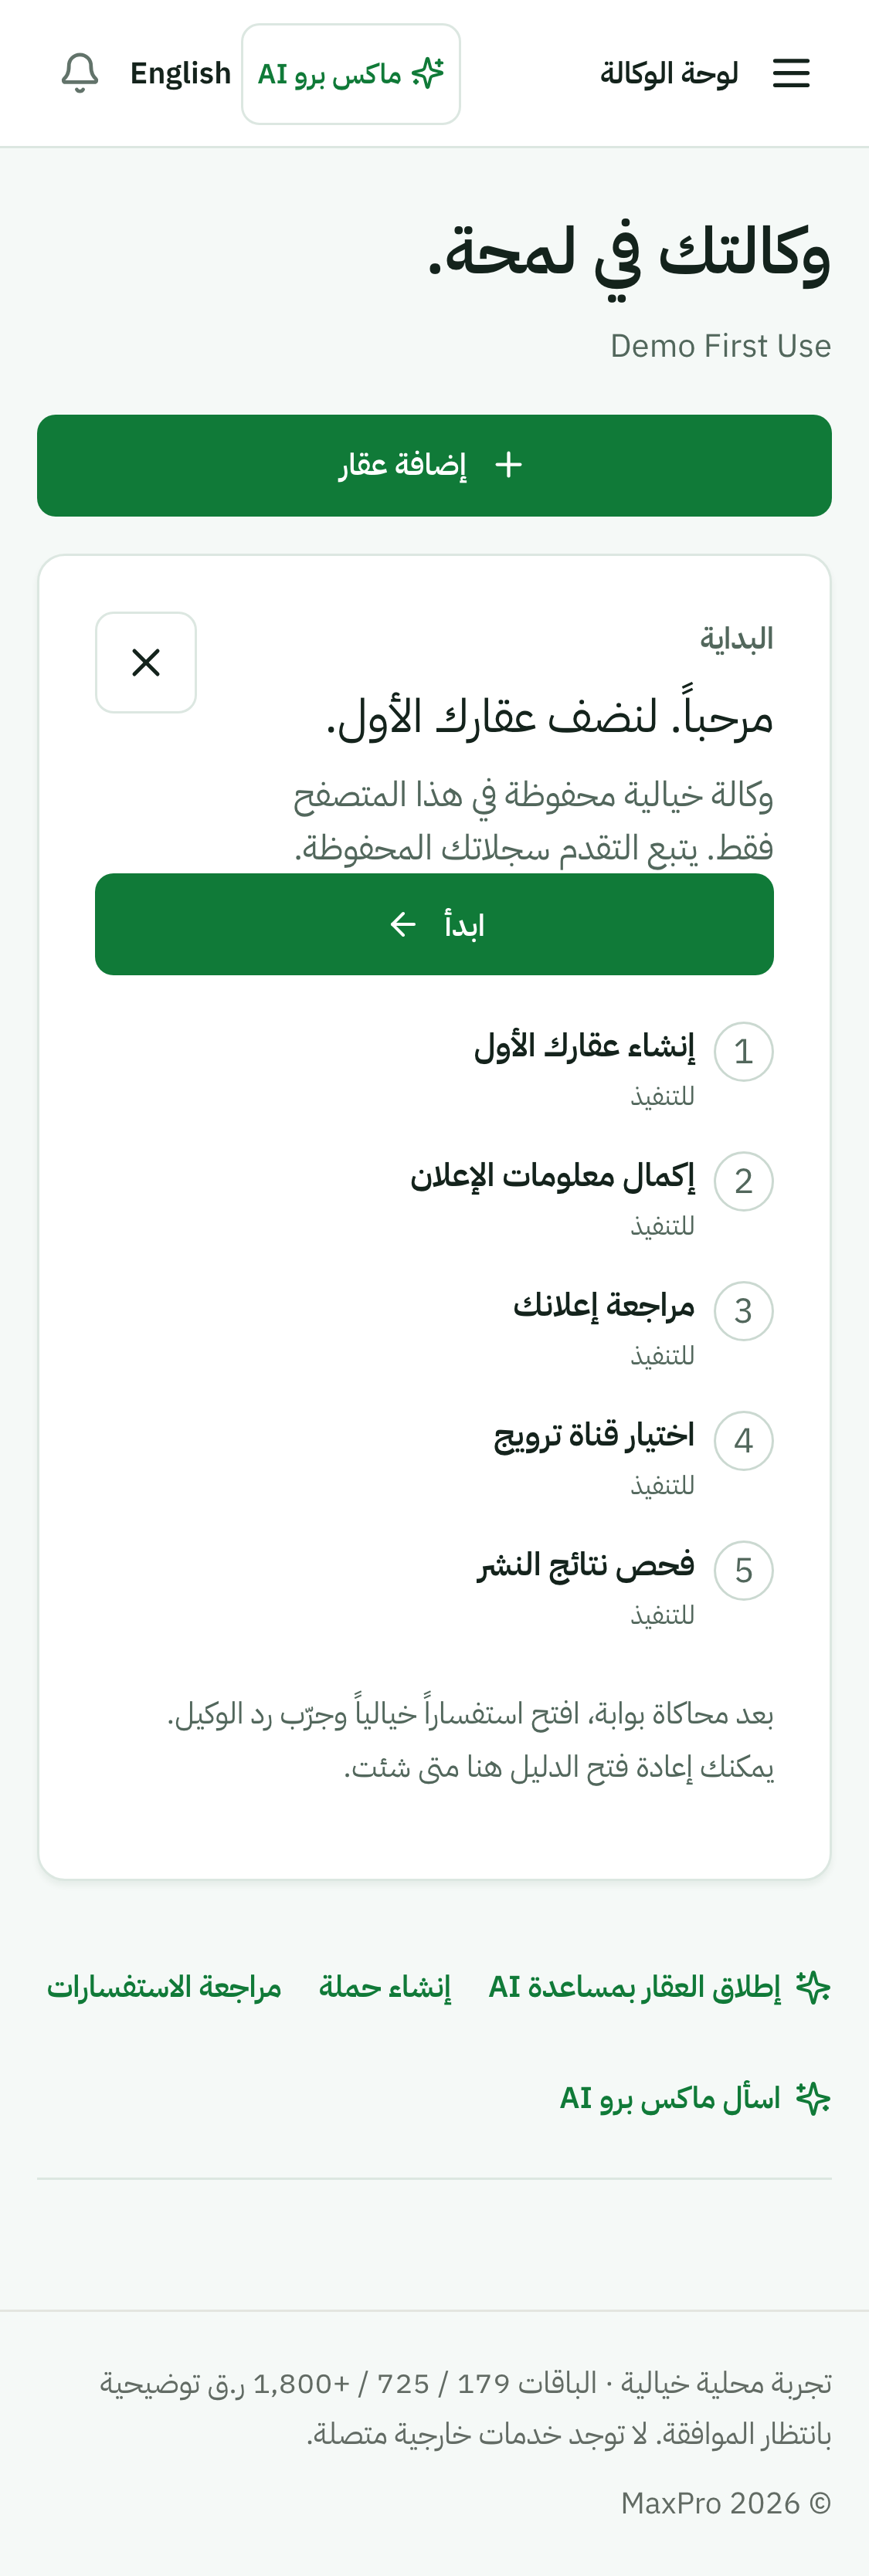 لوحة الوكالة
ماكس برو AI
English
وكالتك في لمحة.
Demo First Use
إضافة عقار
البداية
مرحباً. لنضف عقارك الأول.
وكالة خيالية محفوظة في هذا المتصفح
فقط. يتبع التقدم سجلاتك المحفوظة.
ابدأ
1
إنشاء عقارك الأول
للتنفيذ
2
إكمال معلومات الإعلان
للتنفيذ
3
مراجعة إعلانك
للتنفيذ
4
اختيار قناة ترويج
للتنفيذ
5
فحص نتائج النشر
للتنفيذ
بعد محاكاة بوابة، افتح استفساراً خيالياً وجرّب رد الوكيل.
يمكنك إعادة فتح الدليل هنا متى شئت.
إطلاق العقار بمساعدة AI
إنشاء حملة
مراجعة الاستفسارات
اسأل ماكس برو AI
تجربة محلية خيالية · الباقات 179 / 725 / +1,800 ر.ق توضيحية
بانتظار الموافقة. لا توجد خدمات خارجية متصلة.
© 2026 MaxPro